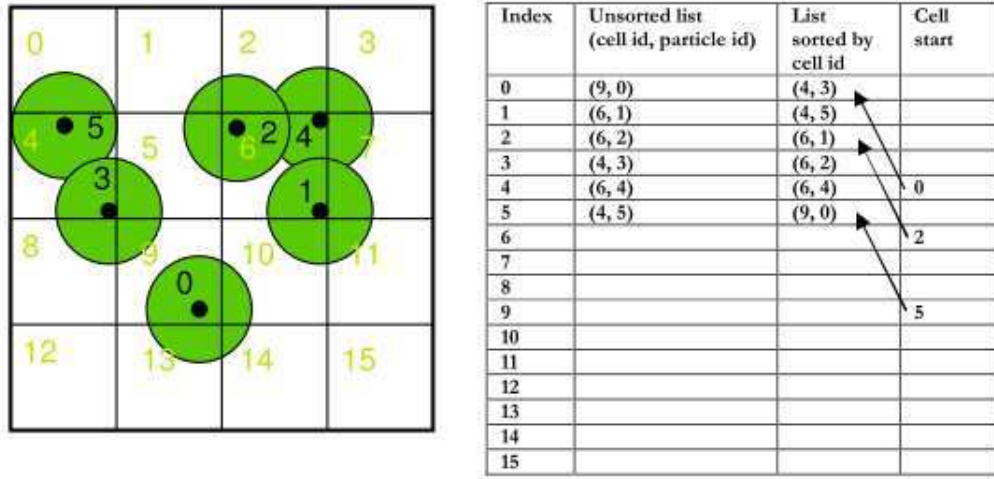 0 1 2 3
5 2 4
4 5 6 7
3 1
8 9 10 11
0
12 13 14 15
Index Unsorted list List Cell
(cell id, particle id) sorted by start
cell id
0 (9, 0) (4, 3)
1 (6, 1) (4, 5)
2 (6, 2) (6, 1)
3 (4, 3) (6, 2)
4 (6, 4) (6, 4) 0
5 (4, 5) (9, 0)
6 2
7
8
9 5
10
11
12
13
14
15